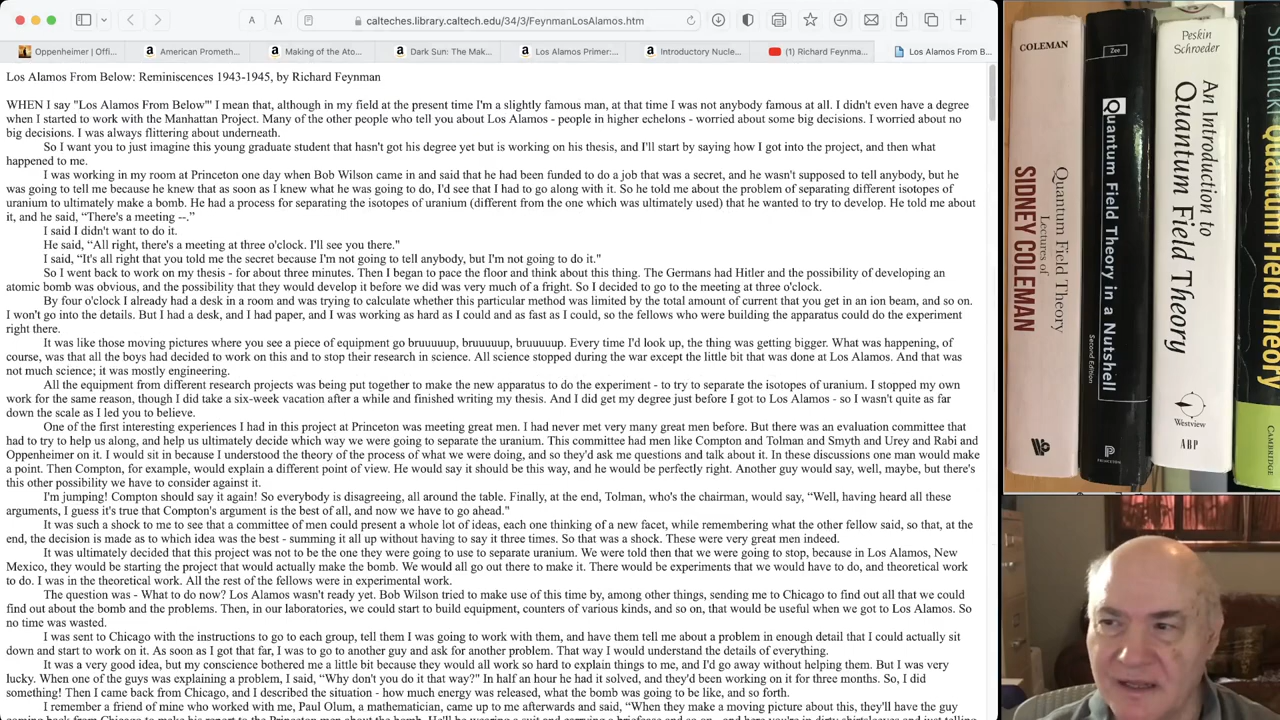 calteches.library.caltech.edu/34/3/FeynmanLosAlamos.htm
Oppenheimer | Offi...
American Prometh...
Making of the Ato...
Dark Sun: The Mak...
Los Alamos Primer:...
Introductory Nucle...
(1) Richard Feynma...
Los Alamos From B...
Los Alamos From Below: Reminiscences 1943-1945, by Richard Feynman
WHEN I say "Los Alamos From Below"' I mean that, although in my field at the present time I'm a slightly famous man, at that time I was not anybody famous at all. I didn't even have a degree
when I started to work with the Manhattan Project. Many of the other people who tell you about Los Alamos - people in higher echelons - worried about some big decisions. I worried about no
big decisions. I was always flittering about underneath.
So I want you to just imagine this young graduate student that hasn't got his degree yet but is working on his thesis, and I'll start by saying how I got into the project, and then what
happened to me.
I was working in my room at Princeton one day when Bob Wilson came in and said that he had been funded to do a job that was a secret, and he wasn't supposed to tell anybody, but he
was going to tell me because he knew that as soon as I knew what he was going to do, I'd see that I had to go along with it. So he told me about the problem of separating different isotopes of
uranium to ultimately make a bomb. He had a process for separating the isotopes of uranium (different from the one which was ultimately used) that he wanted to try to develop. He told me about
it, and he said, “There's a meeting --.”
I said I didn't want to do it.
He said, “All right, there's a meeting at three o'clock. I'll see you there."
I said, “It's all right that you told me the secret because I'm not going to tell anybody, but I'm not going to do it."
So I went back to work on my thesis - for about three minutes. Then I began to pace the floor and think about this thing. The Germans had Hitler and the possibility of developing an
atomic bomb was obvious, and the possibility that they would develop it before we did was very much of a fright. So I decided to go to the meeting at three o'clock.
By four o'clock I already had a desk in a room and was trying to calculate whether this particular method was limited by the total amount of current that you get in an ion beam, and so on.
I won't go into the details. But I had a desk, and I had paper, and I was working as hard as I could and as fast as I could, so the fellows who were building the apparatus could do the experiment
right there.
It was like those moving pictures where you see a piece of equipment go bruuuuup, bruuuuup, bruuuuup. Every time I'd look up, the thing was getting bigger. What was happening, of
course, was that all the boys had decided to work on this and to stop their research in science. All science stopped during the war except the little bit that was done at Los Alamos. And that was
not much science; it was mostly engineering.
All the equipment from different research projects was being put together to make the new apparatus to do the experiment - to try to separate the isotopes of uranium. I stopped my own
work for the same reason, though I did take a six-week vacation after a while and finished writing my thesis. And I did get my degree just before I got to Los Alamos - so I wasn't quite as far
down the scale as I led you to believe.
One of the first interesting experiences I had in this project at Princeton was meeting great men. I had never met very many great men before. But there was an evaluation committee that
had to try to help us along, and help us ultimately decide which way we were going to separate the uranium. This committee had men like Compton and Tolman and Smyth and Urey and Rabi and
Oppenheimer on it. I would sit in because I understood the theory of the process of what we were doing, and so they'd ask me questions and talk about it. In these discussions one man would make
a point. Then Compton, for example, would explain a different point of view. He would say it should be this way, and he would be perfectly right. Another guy would say, well, maybe, but there's
this other possibility we have to consider against it.
I'm jumping! Compton should say it again! So everybody is disagreeing, all around the table. Finally, at the end, Tolman, who's the chairman, would say, “Well, having heard all these
arguments, I guess it's true that Compton's argument is the best of all, and now we have to go ahead."
It was such a shock to me to see that a committee of men could present a whole lot of ideas, each one thinking of a new facet, while remembering what the other fellow said, so that, at the
end, the decision is made as to which idea was the best - summing it all up without having to say it three times. So that was a shock. These were very great men indeed.
It was ultimately decided that this project was not to be the one they were going to use to separate uranium. We were told then that we were going to stop, because in Los Alamos, New
Mexico, they would be starting the project that would actually make the bomb. We would all go out there to make it. There would be experiments that we would have to do, and theoretical work
to do. I was in the theoretical work. All the rest of the fellows were in experimental work.
The question was - What to do now? Los Alamos wasn't ready yet. Bob Wilson tried to make use of this time by, among other things, sending me to Chicago to find out all that we could
find out about the bomb and the problems. Then, in our laboratories, we could start to build equipment, counters of various kinds, and so on, that would be useful when we got to Los Alamos. So
no time was wasted.
I was sent to Chicago with the instructions to go to each group, tell them I was going to work with them, and have them tell me about a problem in enough detail that I could actually sit
down and start to work on it. As soon as I got that far, I was to go to another guy and ask for another problem. That way I would understand the details of everything.
It was a very good idea, but my conscience bothered me a little bit because they would all work so hard to explain things to me, and I'd go away without helping them. But I was very
lucky. When one of the guys was explaining a problem, I said, “Why don't you do it that way?" In half an hour he had it solved, and they'd been working on it for three months. So, I did
something! Then I came back from Chicago, and I described the situation - how much energy was released, what the bomb was going to be like, and so forth.
I remember a friend of mine who worked with me, Paul Olum, a mathematician, came up to me afterwards and said, “When they make a moving picture about this, they'll have the guy
coming back from Chicago to make his report to the Princeton men about the bomb. He'll be wearing a suit and carrying a briefcase and so on - and here you're in dirty shirtsleeves and just telling
COLEMAN
Quantum Field Theory
Lectures of
SIDNEY COLEMAN
Zee
Quantum Field Theory in a Nutshell
Second Edition
PRINCETON
Peskin
Schroeder
An Introduction to
Quantum Field Theory
Westview
ABP
Srednicki
Quantum Field Theory
CAMBRIDGE